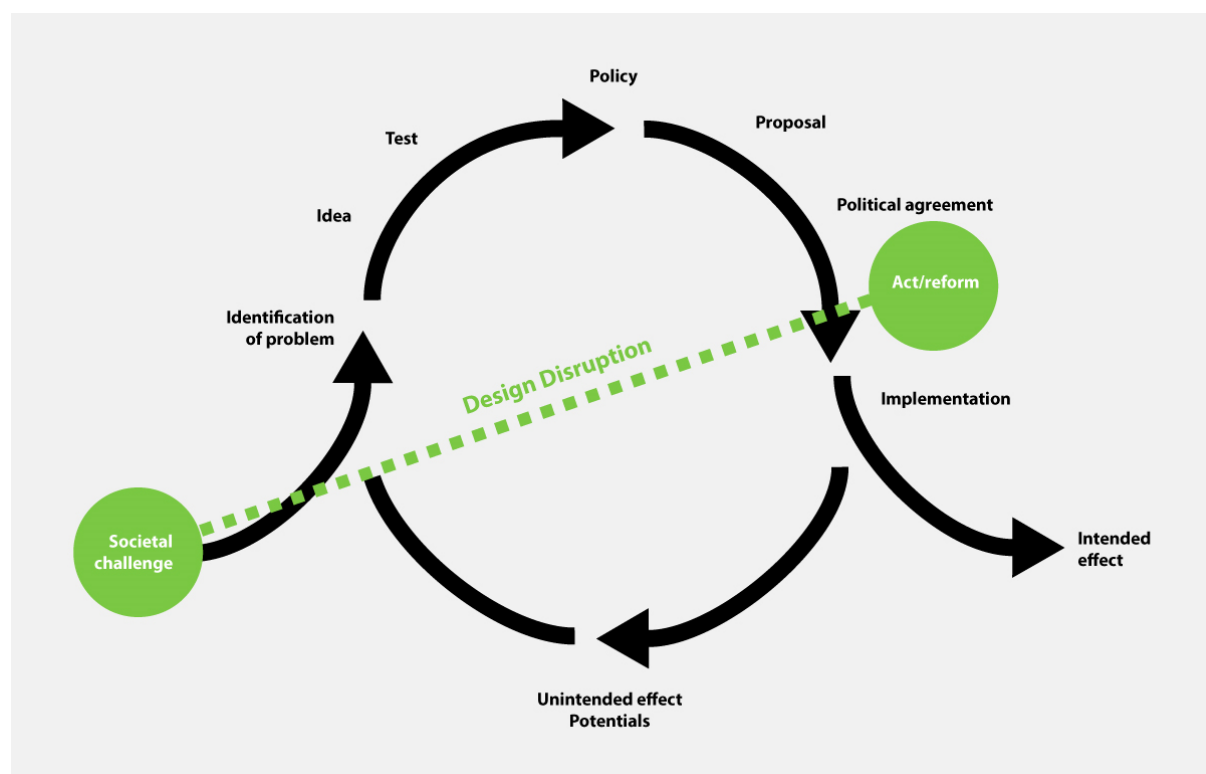 Policy
Proposal
Test
Political agreement
Idea
Act/reform
Identification
of problem
Design Disruption
Implementation
Societal
challenge
Intended
effect
Unintended effect
Potentials